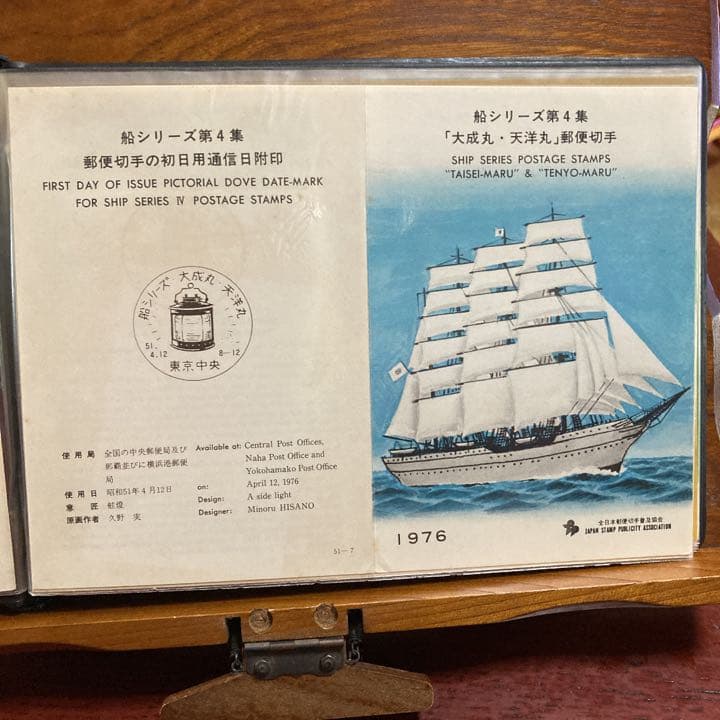 船シリーズ第4集
郵便切手の初日用通信日附印
FIRST DAY OF ISSUE PICTORIAL DOVE DATE-MARK
FOR SHIP SERIES Ⅳ POSTAGE STAMPS
船シリーズ 大成丸 天洋丸
51.
4.12
8-12
東京中央
使用局 全国の中央郵便局及び
那覇並びに横浜港郵便
局
使用日 昭和51年4月12日
意匠 舷燈
原画作者 久野 実
Available at: Central Post Offices,
Naha Post Office and
Yokohamako Post Office
on: April 12, 1976
Design: A side light
Designer: Minoru HISANO
51-7
船シリーズ第4集
「大成丸・天洋丸」郵便切手
SHIP SERIES POSTAGE STAMPS
"TAISEI-MARU" & "TENYO-MARU"
1976
全日本郵便切手普及協会
JAPAN STAMP PUBLICITY ASSOCIATION